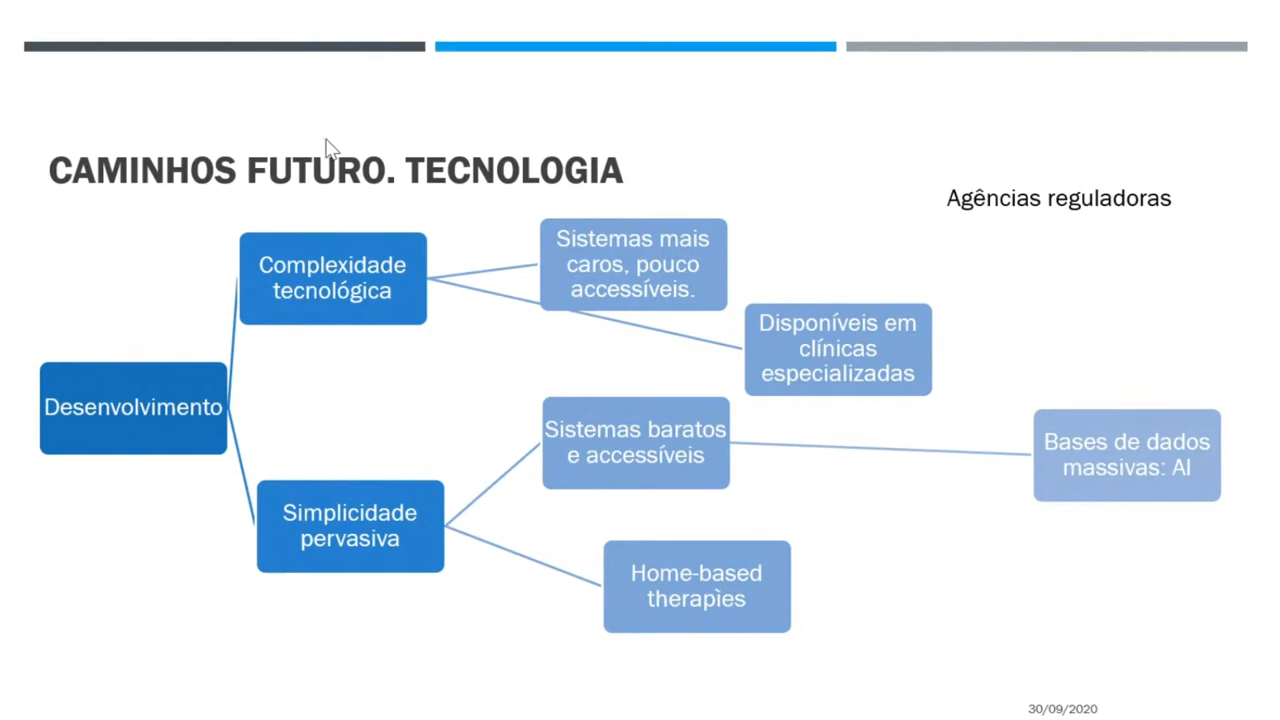 CAMINHOS FUTURO. TECNOLOGIA
Agências reguladoras
Complexidade
tecnológica
Sistemas mais
caros, pouco
accessíveis.
Disponíveis em
clínicas
especializadas
Desenvolvimento
Sistemas baratos
e accessíveis
Bases de dados
massivas: AI
Simplicidade
pervasiva
Home-based
therapìes
30/09/2020